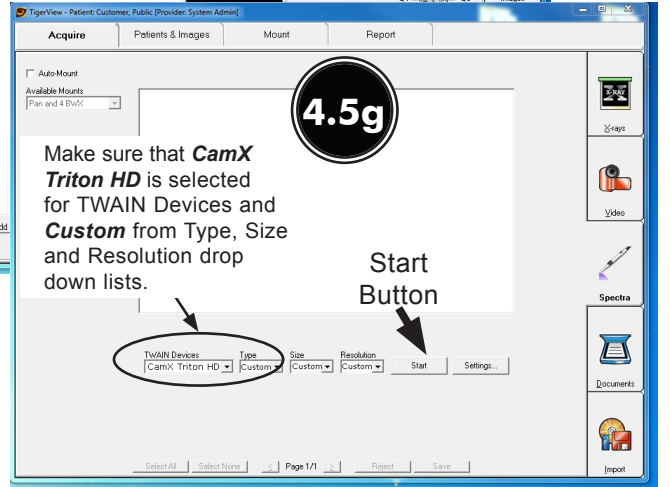 TigerView - Patient: Customer, Public [Provider: System Admin]
Acquire Patients & Images Mount Report
Auto-Mount
Available Mounts
Pan and 4 BWX
4.5g
Make sure that CamX
Triton HD is selected
for TWAIN Devices and
Custom from Type, Size
and Resolution drop
down lists.
Start
Button
TWAIN Devices Type Size Resolution
CamX Triton HD Custom Custom Custom Start Settings...
Select All Select None < Page 1/1 > Reject Save
X-RAY
X-rays
Video
Spectra
Documents
Import